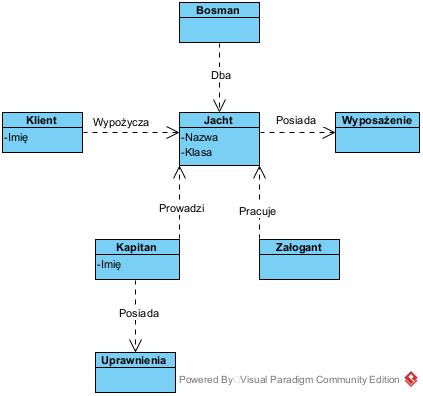 Bosman
Dba
Klient
-Imię
Wypożycza
Jacht
-Nazwa
-Klasa
Posiada
Wyposażenie
Prowadzi
Pracuje
Kapitan
-Imię
Załogant
Posiada
Uprawnienia
Powered By Visual Paradigm Community Edition